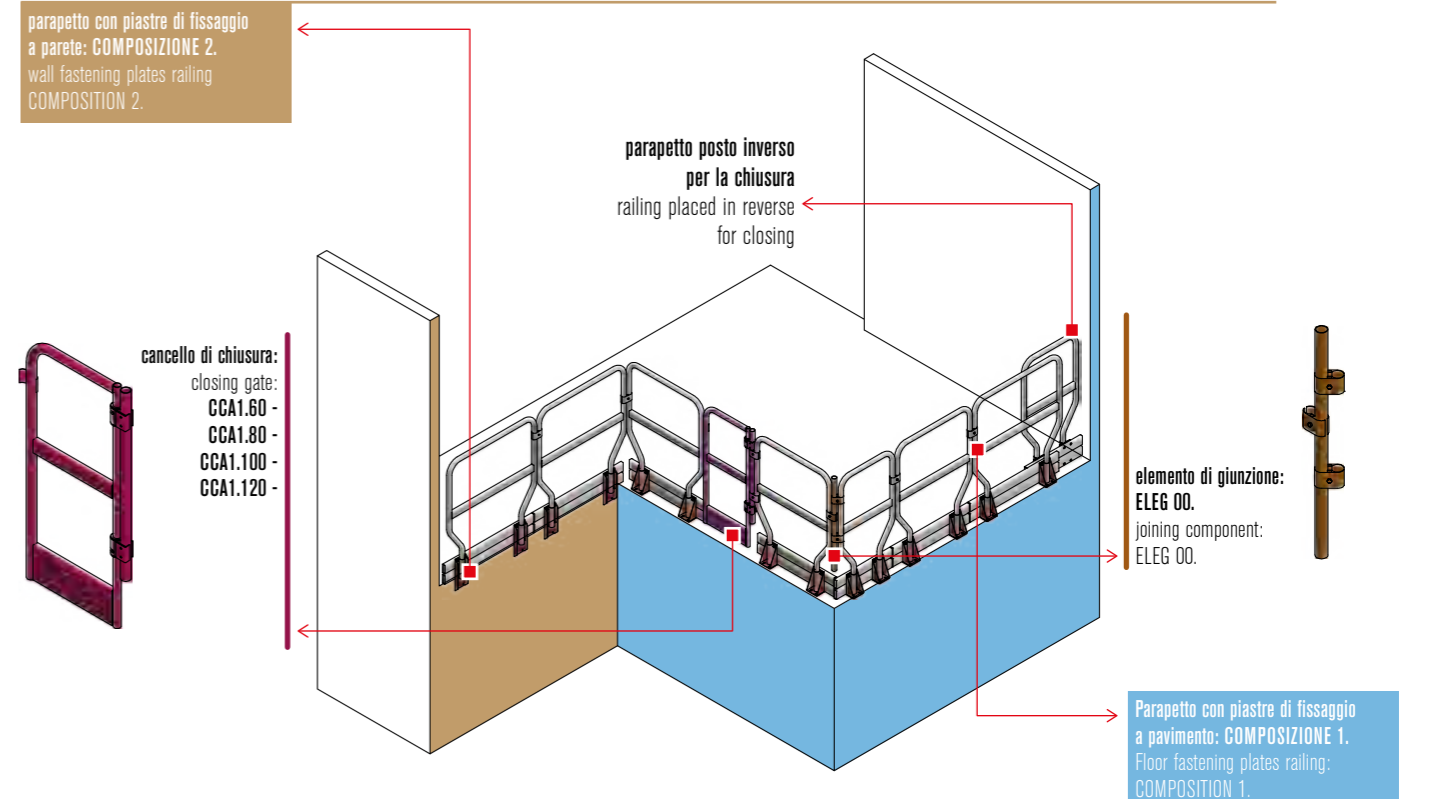 parapetto con piastre di fissaggio
a parete: COMPOSIZIONE 2.
wall fastening plates railing
COMPOSITION 2.
parapetto posto inverso
per la chiusura
railing placed in reverse
for closing
cancello di chiusura:
closing gate:
CCA1.60 -
CCA1.80 -
CCA1.100 -
CCA1.120 -
elemento di giunzione:
ELEG 00.
joining component:
ELEG 00.
Parapetto con piastre di fissaggio
a pavimento: COMPOSIZIONE 1.
Floor fastening plates railing:
COMPOSITION 1.